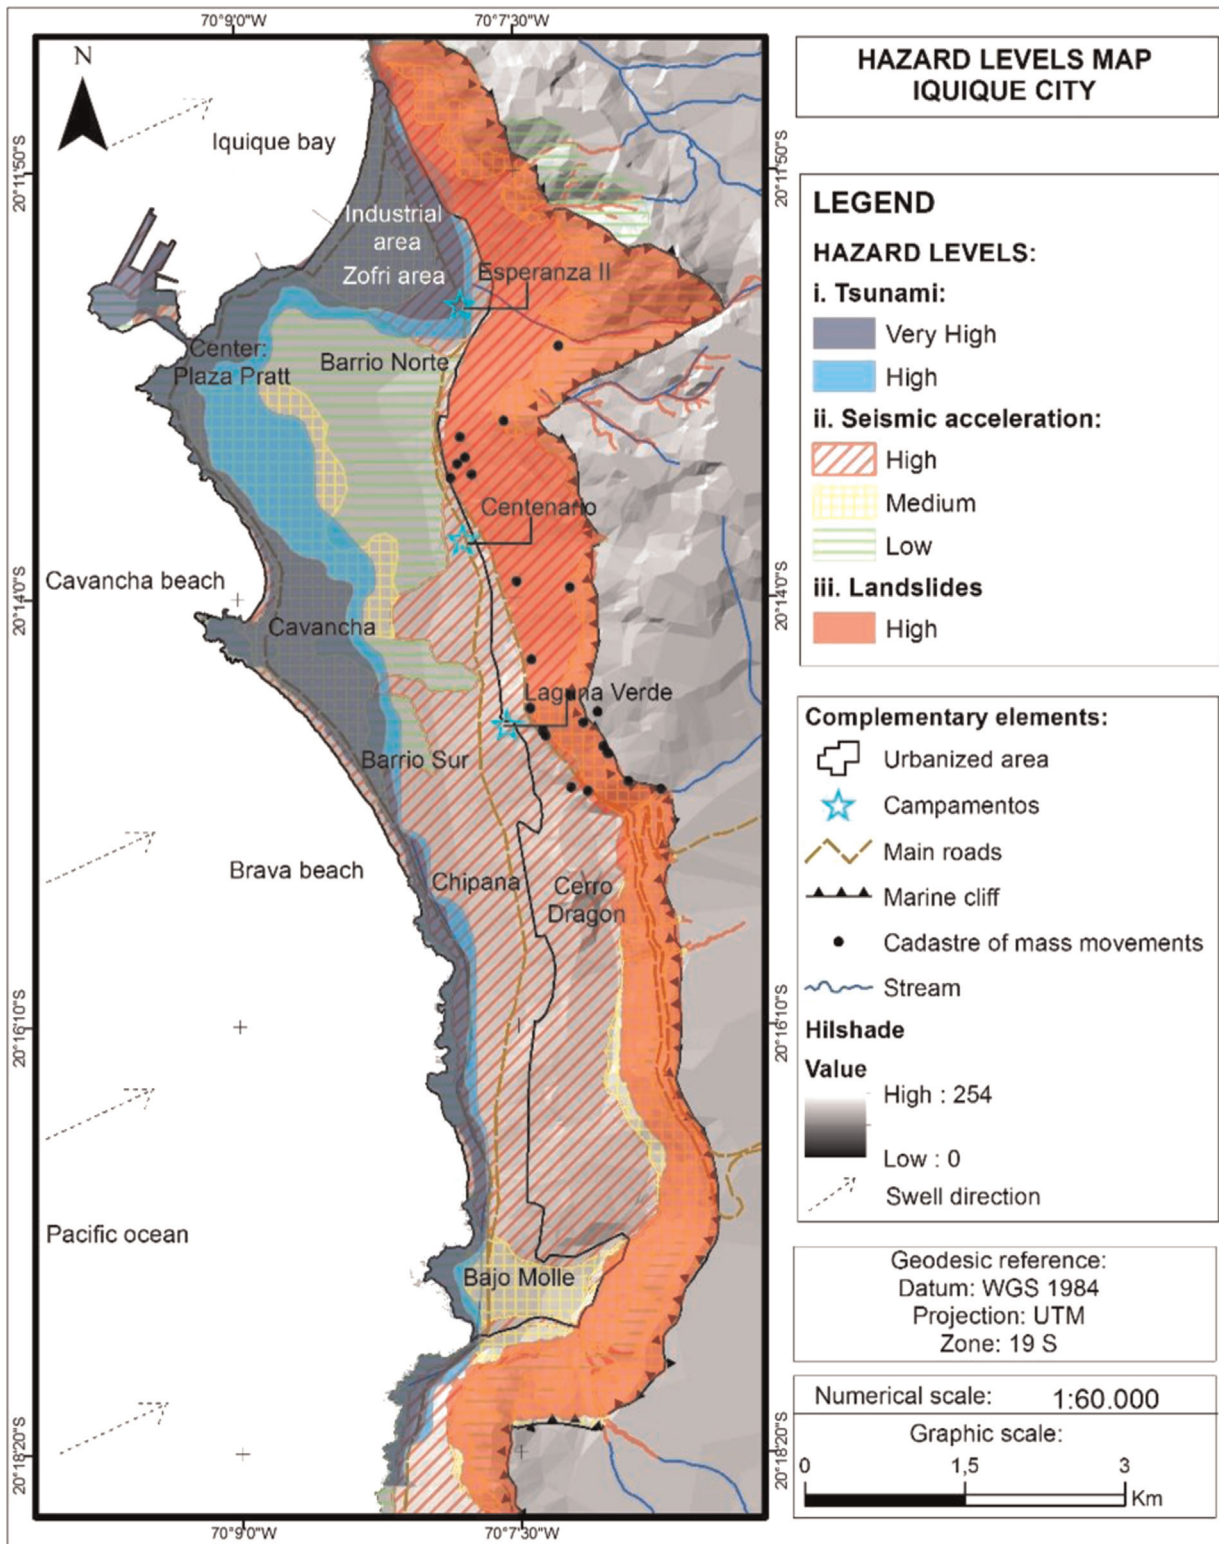 70°9'0"W
70°7'30"W
N
Iquique bay
20°11'50"S
20°11'50"S
Industrial
area
Zofri area
Esperanza II
Center:
Plaza Pratt
Barrio Norte
Centenario
Cavancha beach
20°14'0"S
20°14'0"S
Cavancha
Laguna Verde
Barrio Sur
Brava beach
Chipana
Cerro
Dragon
20°16'10"S
20°16'10"S
Pacific ocean
Bajo Molle
20°18'20"S
20°18'20"S
70°9'0"W
70°7'30"W
HAZARD LEVELS MAP
IQUIQUE CITY
LEGEND
HAZARD LEVELS:
i. Tsunami:
Very High
High
ii. Seismic acceleration:
High
Medium
Low
iii. Landslides
High
Complementary elements:
Urbanized area
Campamentos
Main roads
Marine cliff
Cadastre of mass movements
Stream
Hilshade
Value
High : 254
Low : 0
Swell direction
Geodesic reference:
Datum: WGS 1984
Projection: UTM
Zone: 19 S
Numerical scale: 1:60.000
Graphic scale:
0 1,5 3
Km